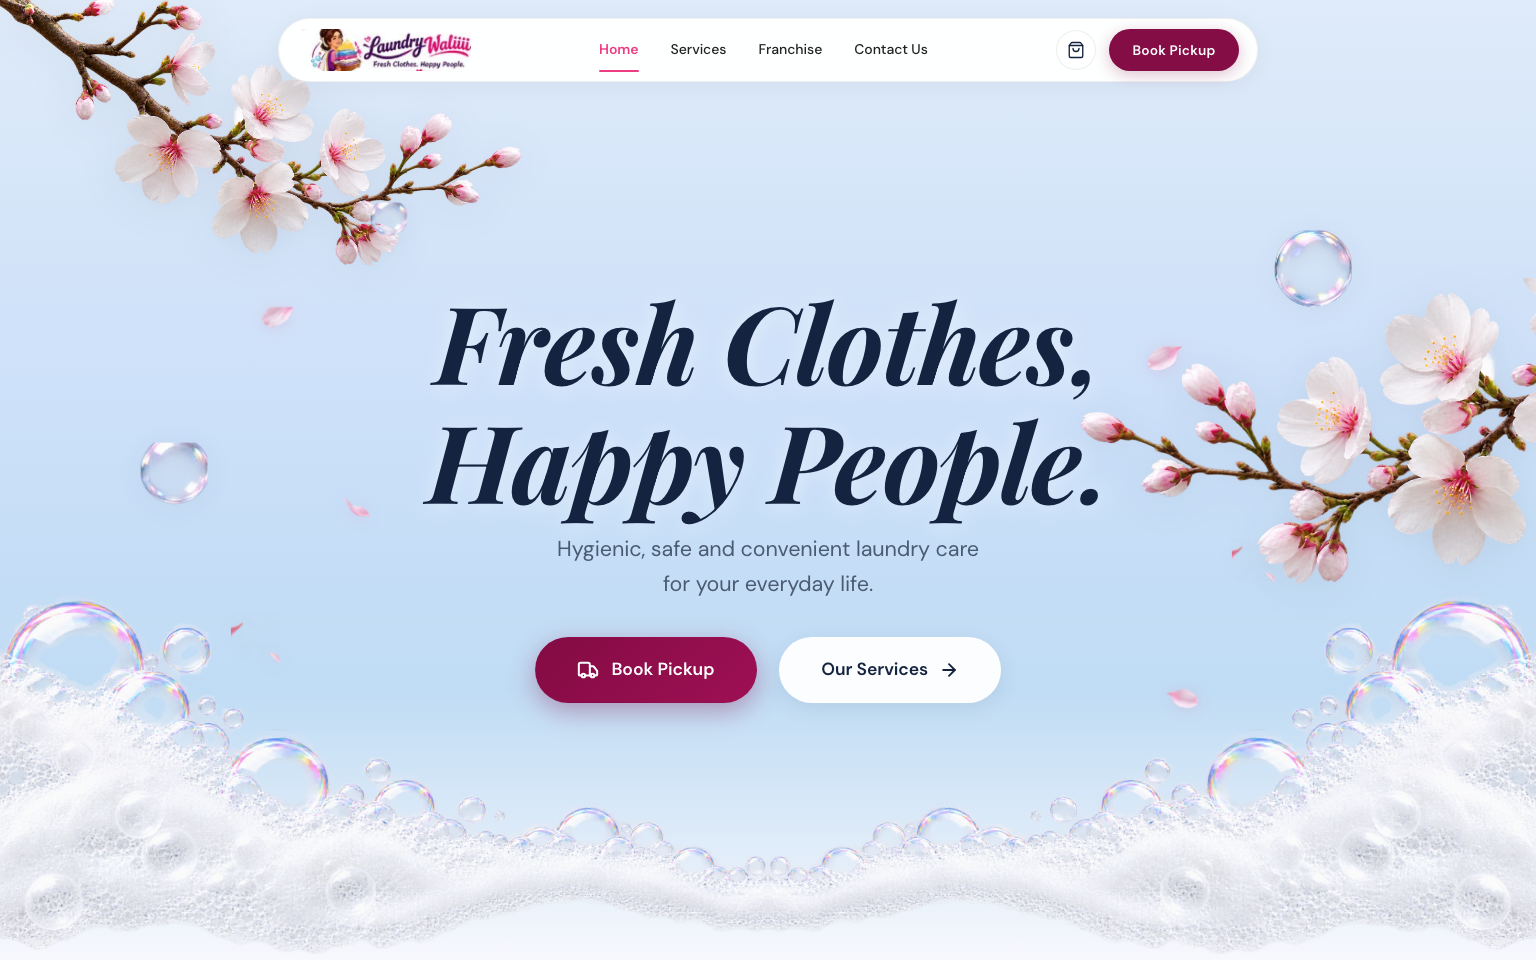 LaundryWaliiii
Fresh Clothes. Happy People.
Home
Services
Franchise
Contact Us
Book Pickup
Fresh Clothes,
Happy People.
Hygienic, safe and convenient laundry care
for your everyday life.
Book Pickup
Our Services